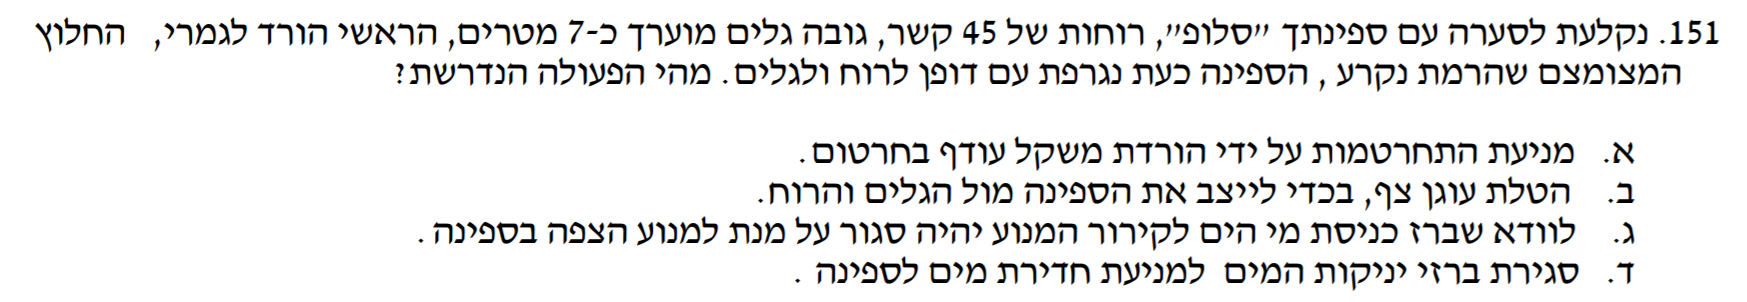 151. נקלעת לסערה עם ספינתך "סלופ", רוחות של 45 קשר, גובה גלים מוערך כ-7 מטרים, הראשי הורד לגמרי, החלוץ
המצומצם שהרמת נקרע , הספינה כעת נגרפת עם דופן לרוח ולגלים. מהי הפעולה הנדרשת?
א. מניעת התחרטמות על ידי הורדת משקל עודף בחרטום.
ב. הטלת עוגן צף, בכדי לייצב את הספינה מול הגלים והרוח.
ג. לוודא שברז כניסת מי הים לקירור המנוע יהיה סגור על מנת למנוע הצפה בספינה .
ד. סגירת ברזי יניקות המים למניעת חדירת מים לספינה .